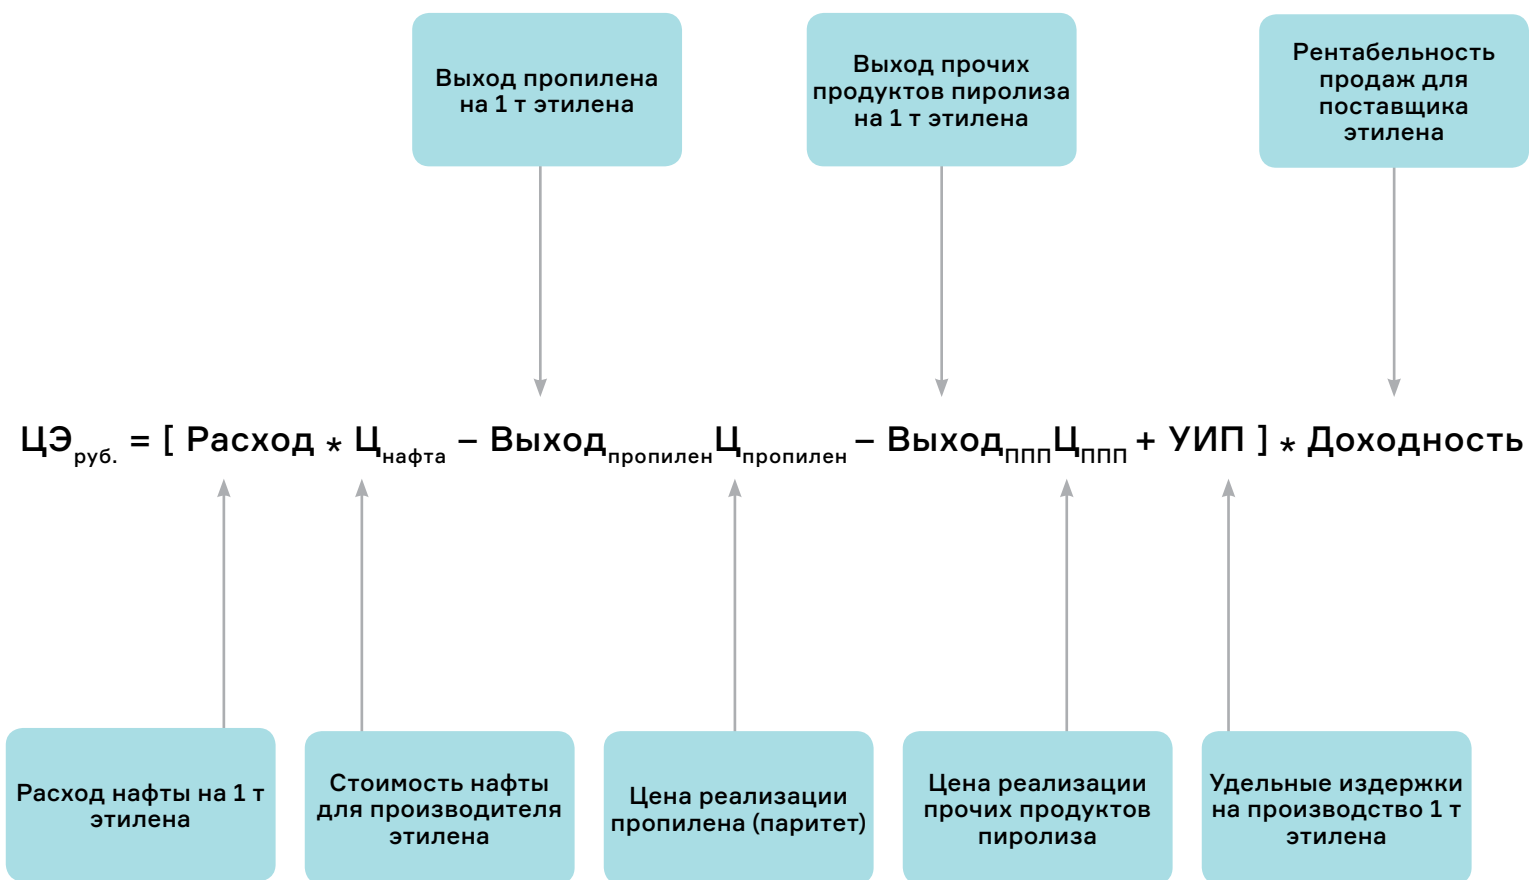 Выход пропилена
на 1 т этилена
Выход прочих
продуктов пиролиза
на 1 т этилена
Рентабельность
продаж для
поставщика
этилена
ЦЭруб. = [ Расход * Цнафта – ВыходпропиленЦпропилен – ВыходПППЦППП + УИП ] * Доходность
Расход нафты на 1 т
этилена
Стоимость нафты
для производителя
этилена
Цена реализации
пропилена (паритет)
Цена реализации
прочих продуктов
пиролиза
Удельные издержки
на производство 1 т
этилена